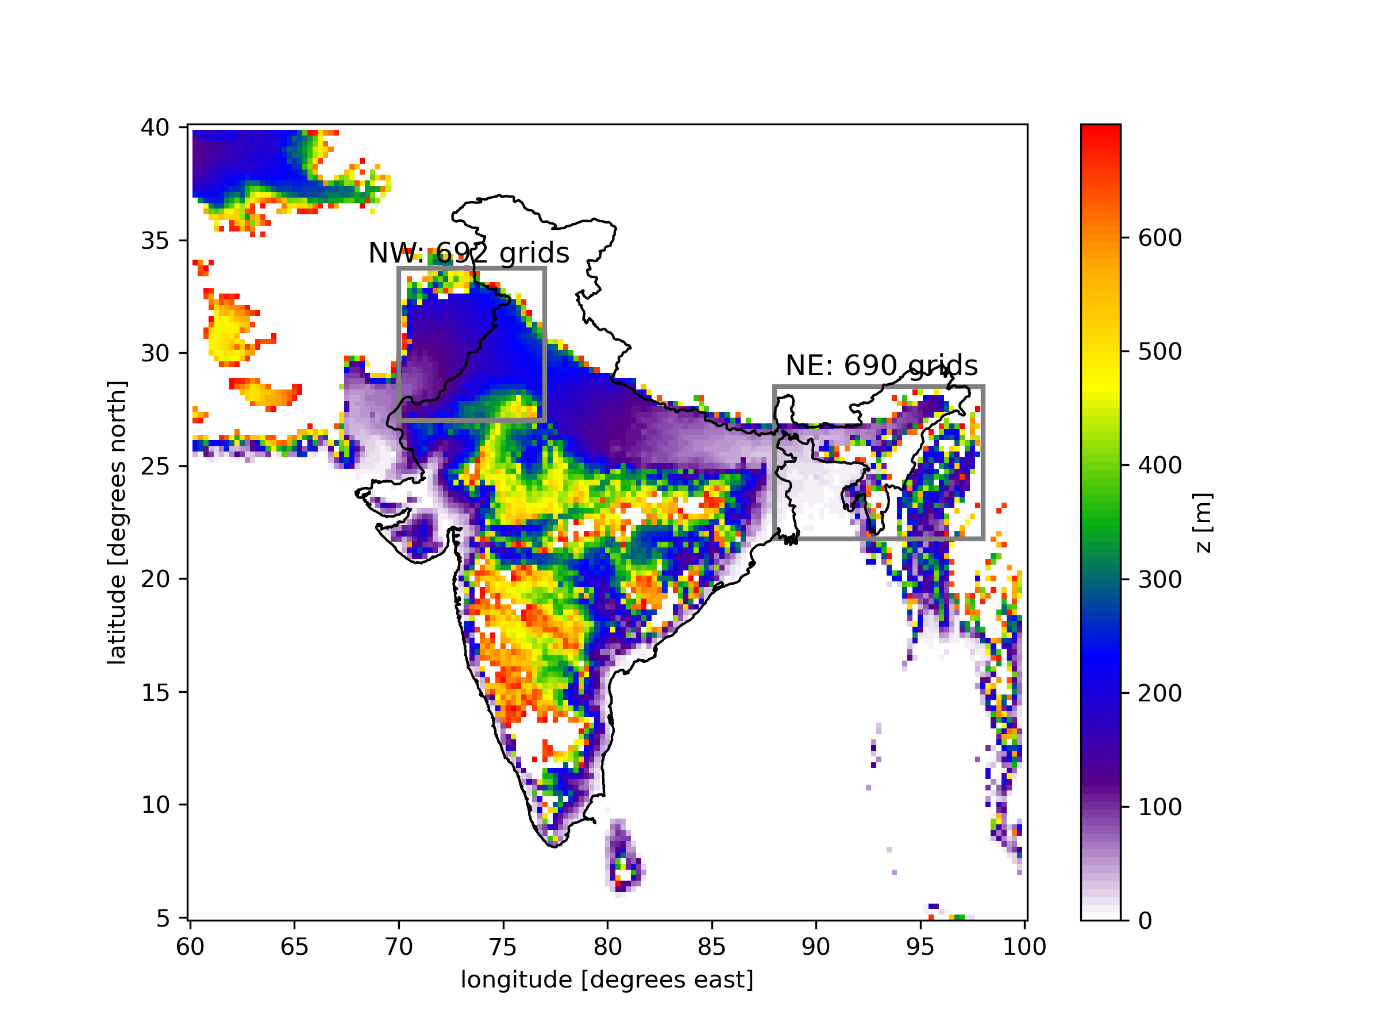 40
35
30
25
20
15
10
5
latitude [degrees north]
60 65 70 75 80 85 90 95 100
longitude [degrees east]
NW: 692 grids
NE: 690 grids
600
500
400
300
200
100
0
z [m]